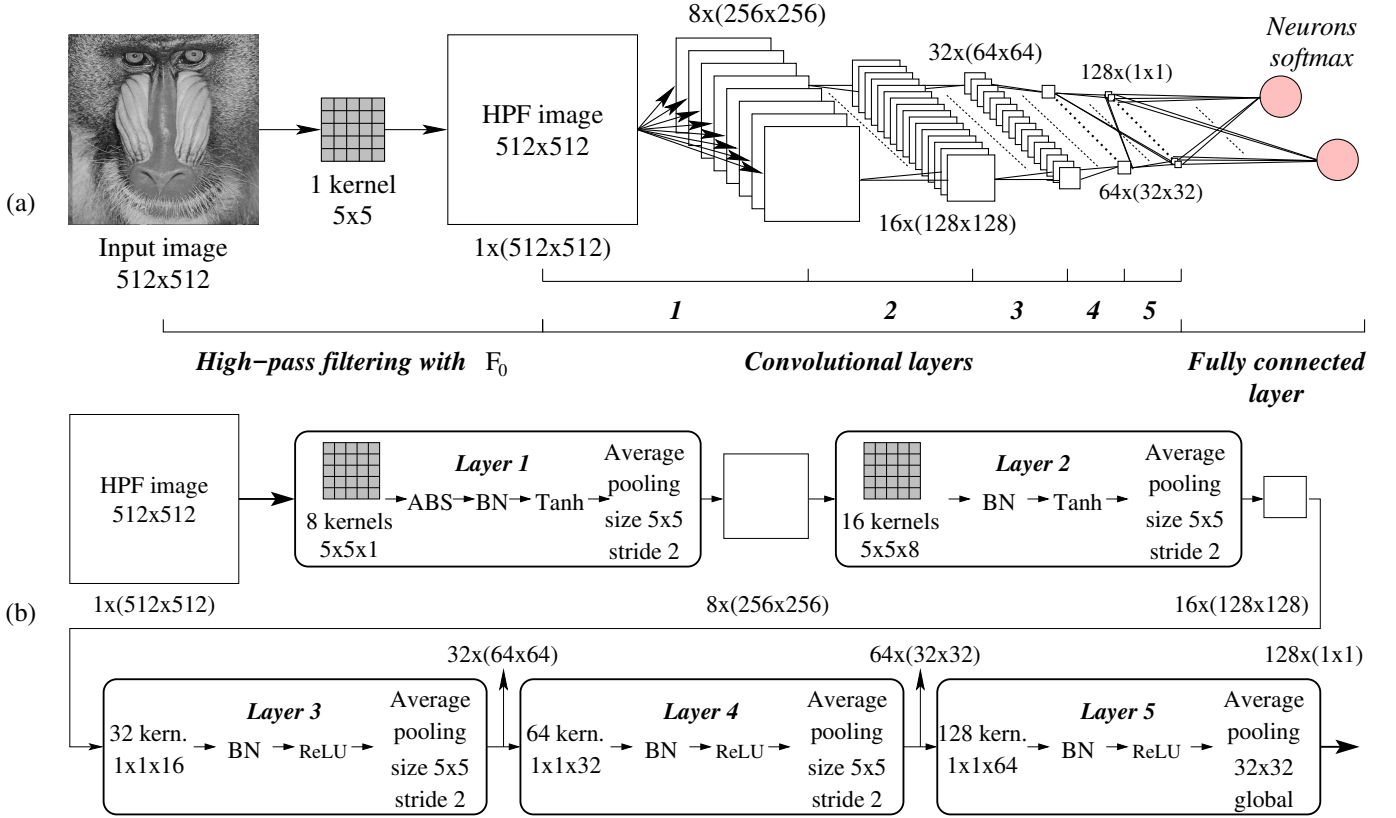 8x(256x256)
Neurons
softmax
32x(64x64)
128x(1x1)
HPF image
512x512
1 kernel
5x5
64x(32x32)
(a)
16x(128x128)
Input image
512x512
1x(512x512)
1
2
3
4
5
High−pass filtering with F0
Convolutional layers
Fully connected
layer
HPF image
512x512
Layer 1
8 kernels
5x5x1
ABS
BN
Tanh
Average
pooling
size 5x5
stride 2
Layer 2
16 kernels
5x5x8
BN
Tanh
Average
pooling
size 5x5
stride 2
(b)
1x(512x512)
8x(256x256)
16x(128x128)
32x(64x64)
64x(32x32)
128x(1x1)
Layer 3
32 kern.
1x1x16
BN
ReLU
Average
pooling
size 5x5
stride 2
Layer 4
64 kern.
1x1x32
BN
ReLU
Average
pooling
size 5x5
stride 2
Layer 5
128 kern.
1x1x64
BN
ReLU
Average
pooling
32x32
global